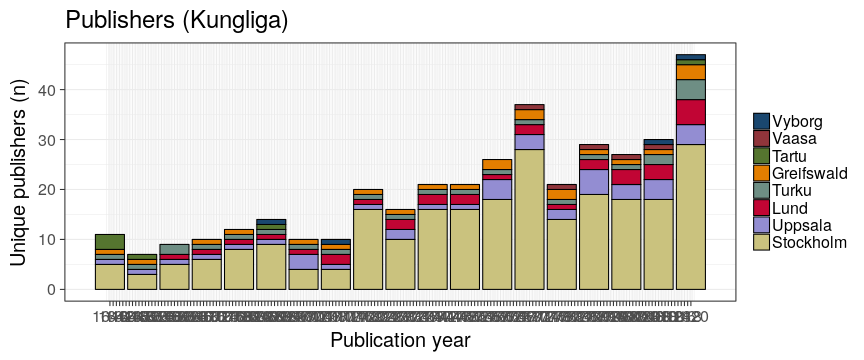 Publishers (Kungliga)
Unique publishers (n)
40
30
20
10
0
Publication year
Vyborg
Vaasa
Tartu
Greifswald
Turku
Lund
Uppsala
Stockholm